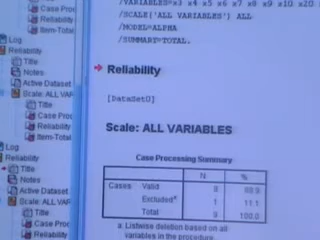 /VARIABLES=x3 x4 x5 x6 x7 x8 x9 x10 x20
/SCALE('ALL VARIABLES') ALL
/MODEL=ALPHA
/SUMMARY=TOTAL.
Reliability
[DataSet0]
Scale: ALL VARIABLES
Case Processing Summary
N %
Cases Valid 8 88.9
Excludedᵃ 1 11.1
Total 9 100.0
a. Listwise deletion based on all
variables in the procedure.
Case Proc
Reliability
Item-Total
Log
Reliability
Title
Notes
Active Dataset
Scale: ALL VAR
Title
Case Proc
Reliability
Item-Total
Log
Reliability
Title
Notes
Active Dataset
Scale: ALL VAR
Title
Case Proc
Reliability